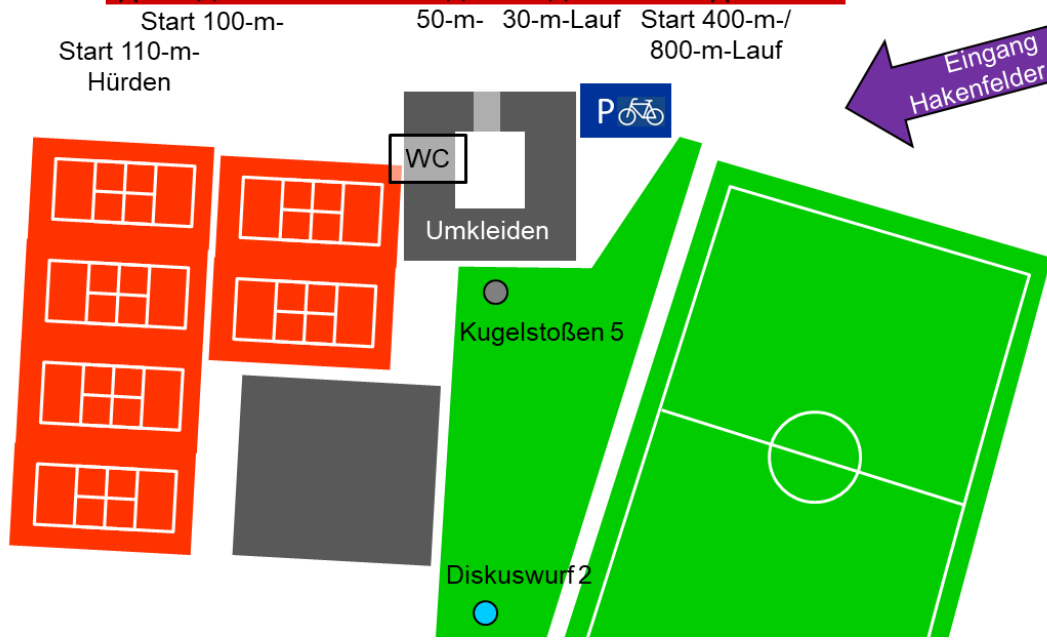 Start 100-m-
50-m-
30-m-Lauf
Start 400-m-/
800-m-Lauf
Start 110-m-
Hürden
Eingang
Hakenfelder
P
WC
Umkleiden
Kugelstoßen 5
Diskuswurf 2